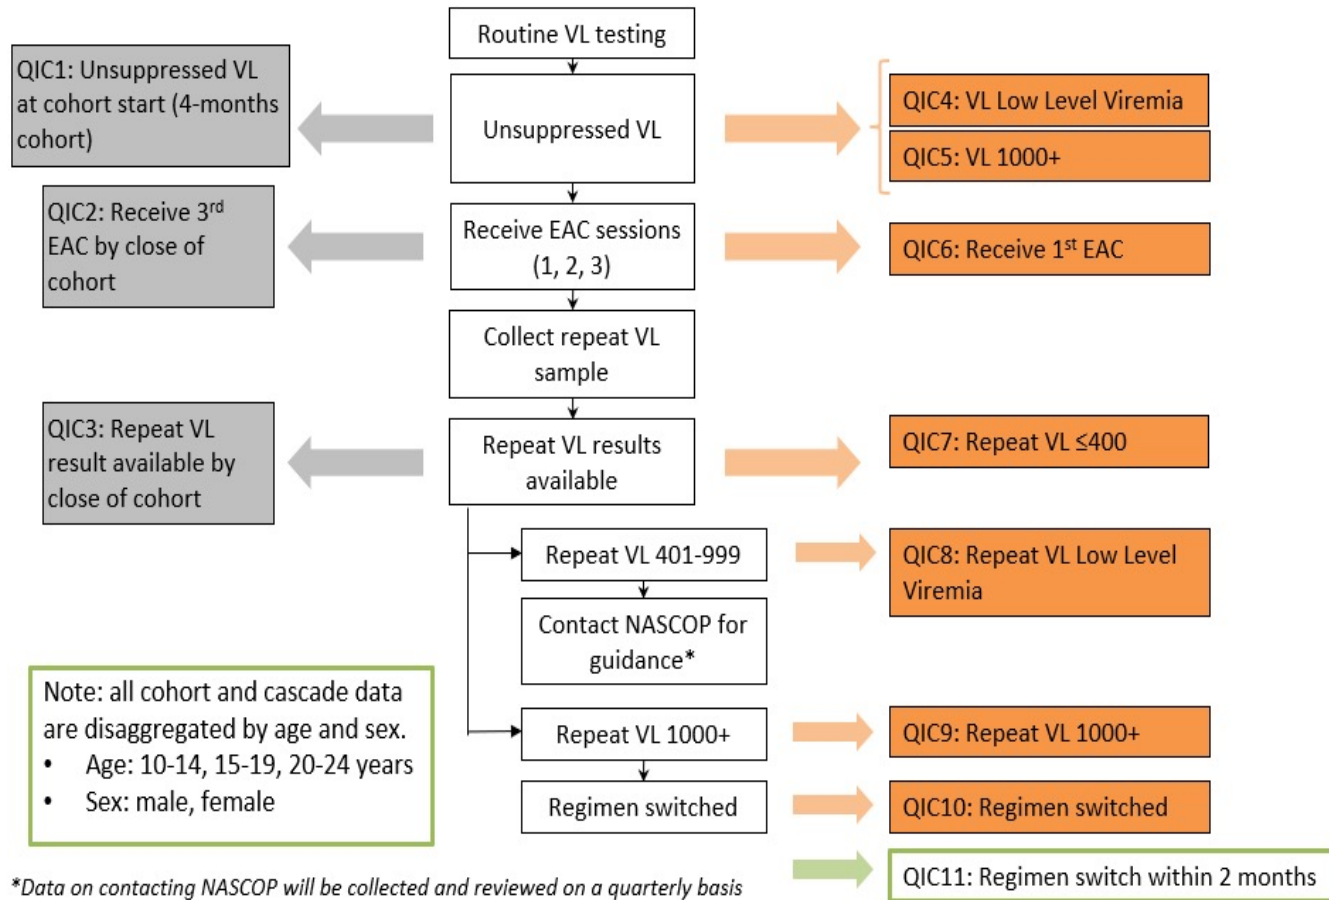 Routine VL testing
QIC1: Unsuppressed VL
at cohort start (4-months
cohort)
Unsuppressed VL
QIC4: VL Low Level Viremia
QIC5: VL 1000+
QIC2: Receive 3rd
EAC by close of
cohort
Receive EAC sessions
(1, 2, 3)
QIC6: Receive 1st EAC
Collect repeat VL
sample
QIC3: Repeat VL
result available by
close of cohort
Repeat VL results
available
QIC7: Repeat VL ≤400
Repeat VL 401-999
QIC8: Repeat VL Low Level
Viremia
Contact NASCOP for
guidance*
Note: all cohort and cascade data
are disaggregated by age and sex.
• Age: 10-14, 15-19, 20-24 years
• Sex: male, female
Repeat VL 1000+
QIC9: Repeat VL 1000+
Regimen switched
QIC10: Regimen switched
QIC11: Regimen switch within 2 months
*Data on contacting NASCOP will be collected and reviewed on a quarterly basis